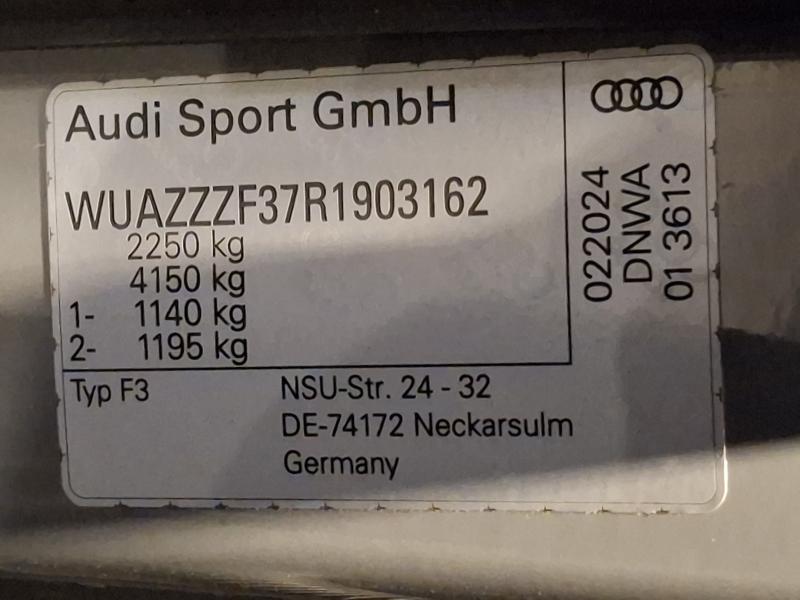 Audi Sport GmbH
WUAZZZF37R1903162
2250 kg
4150 kg
1- 1140 kg
2- 1195 kg
Typ F3
NSU-Str. 24 - 32
DE-74172 Neckarsulm
Germany
022024
DNWA
01 3613